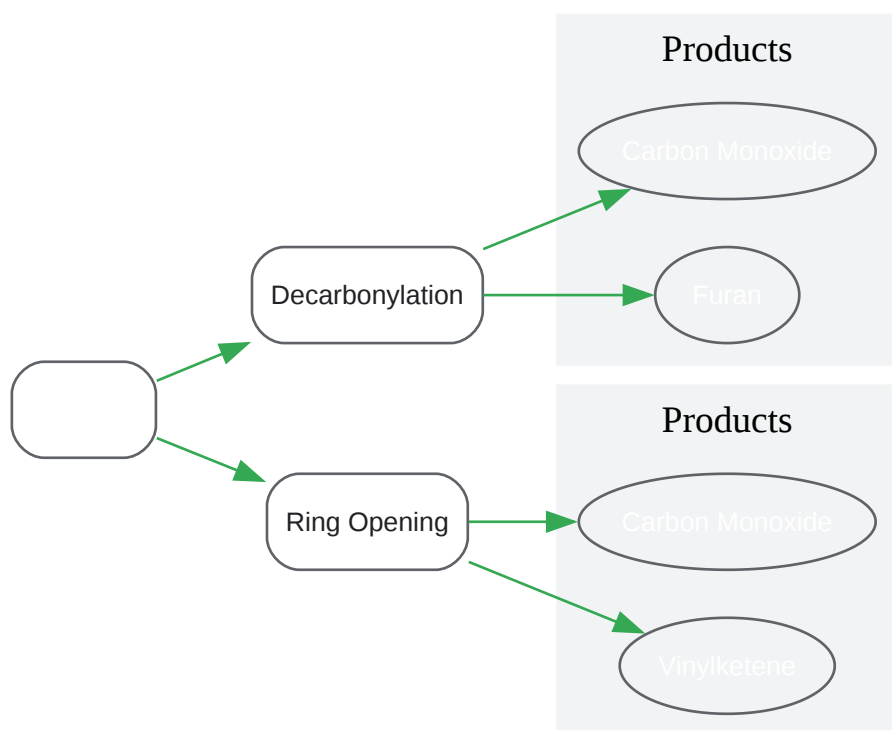 Products
Carbon Monoxide
Decarbonylation
Furan
Products
Ring Opening
Carbon Monoxide
Vinylketene